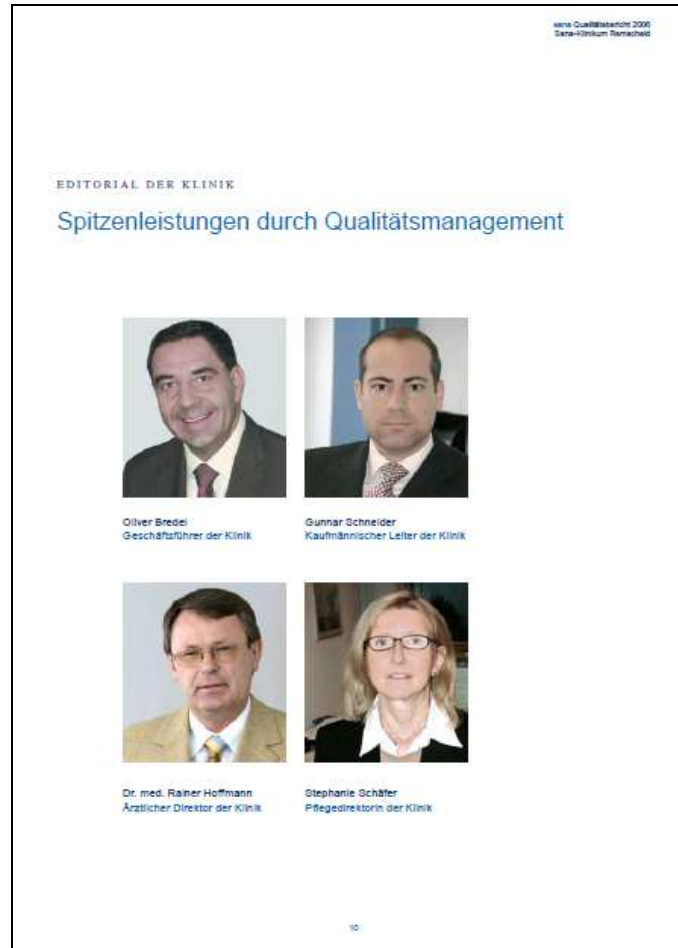 sana Qualitätsbericht 2006
Sana-Klinikum Remscheid
EDITORIAL DER KLINIK
Spitzenleistungen durch Qualitätsmanagement
Oliver Bredel
Geschäftsführer der Klinik
Gunnar Schneider
Kaufmännischer Leiter der Klinik
Dr. med. Rainer Hoffmann
Ärztlicher Direktor der Klinik
Stephanie Schäfer
Pflegedirektorin der Klinik
10